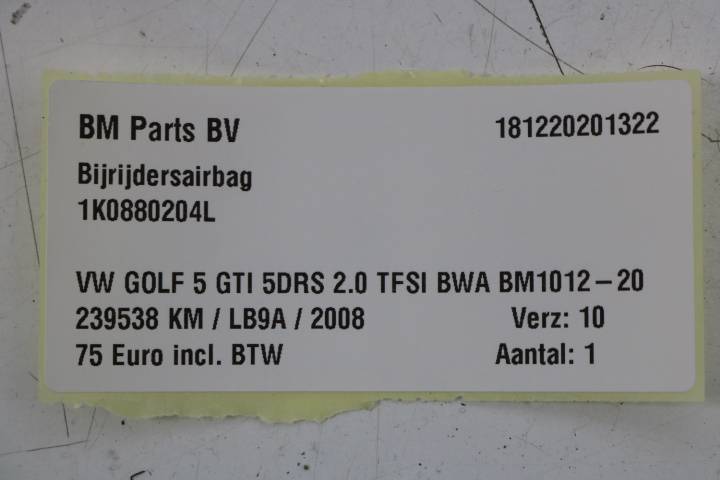 BM Parts BV 181220201322
Bijrijdersairbag
1K0880204L
VW GOLF 5 GTI 5DRS 2.0 TFSI BWA BM1012-20
239538 KM / LB9A / 2008 Verz: 10
75 Euro incl. BTW Aantal: 1